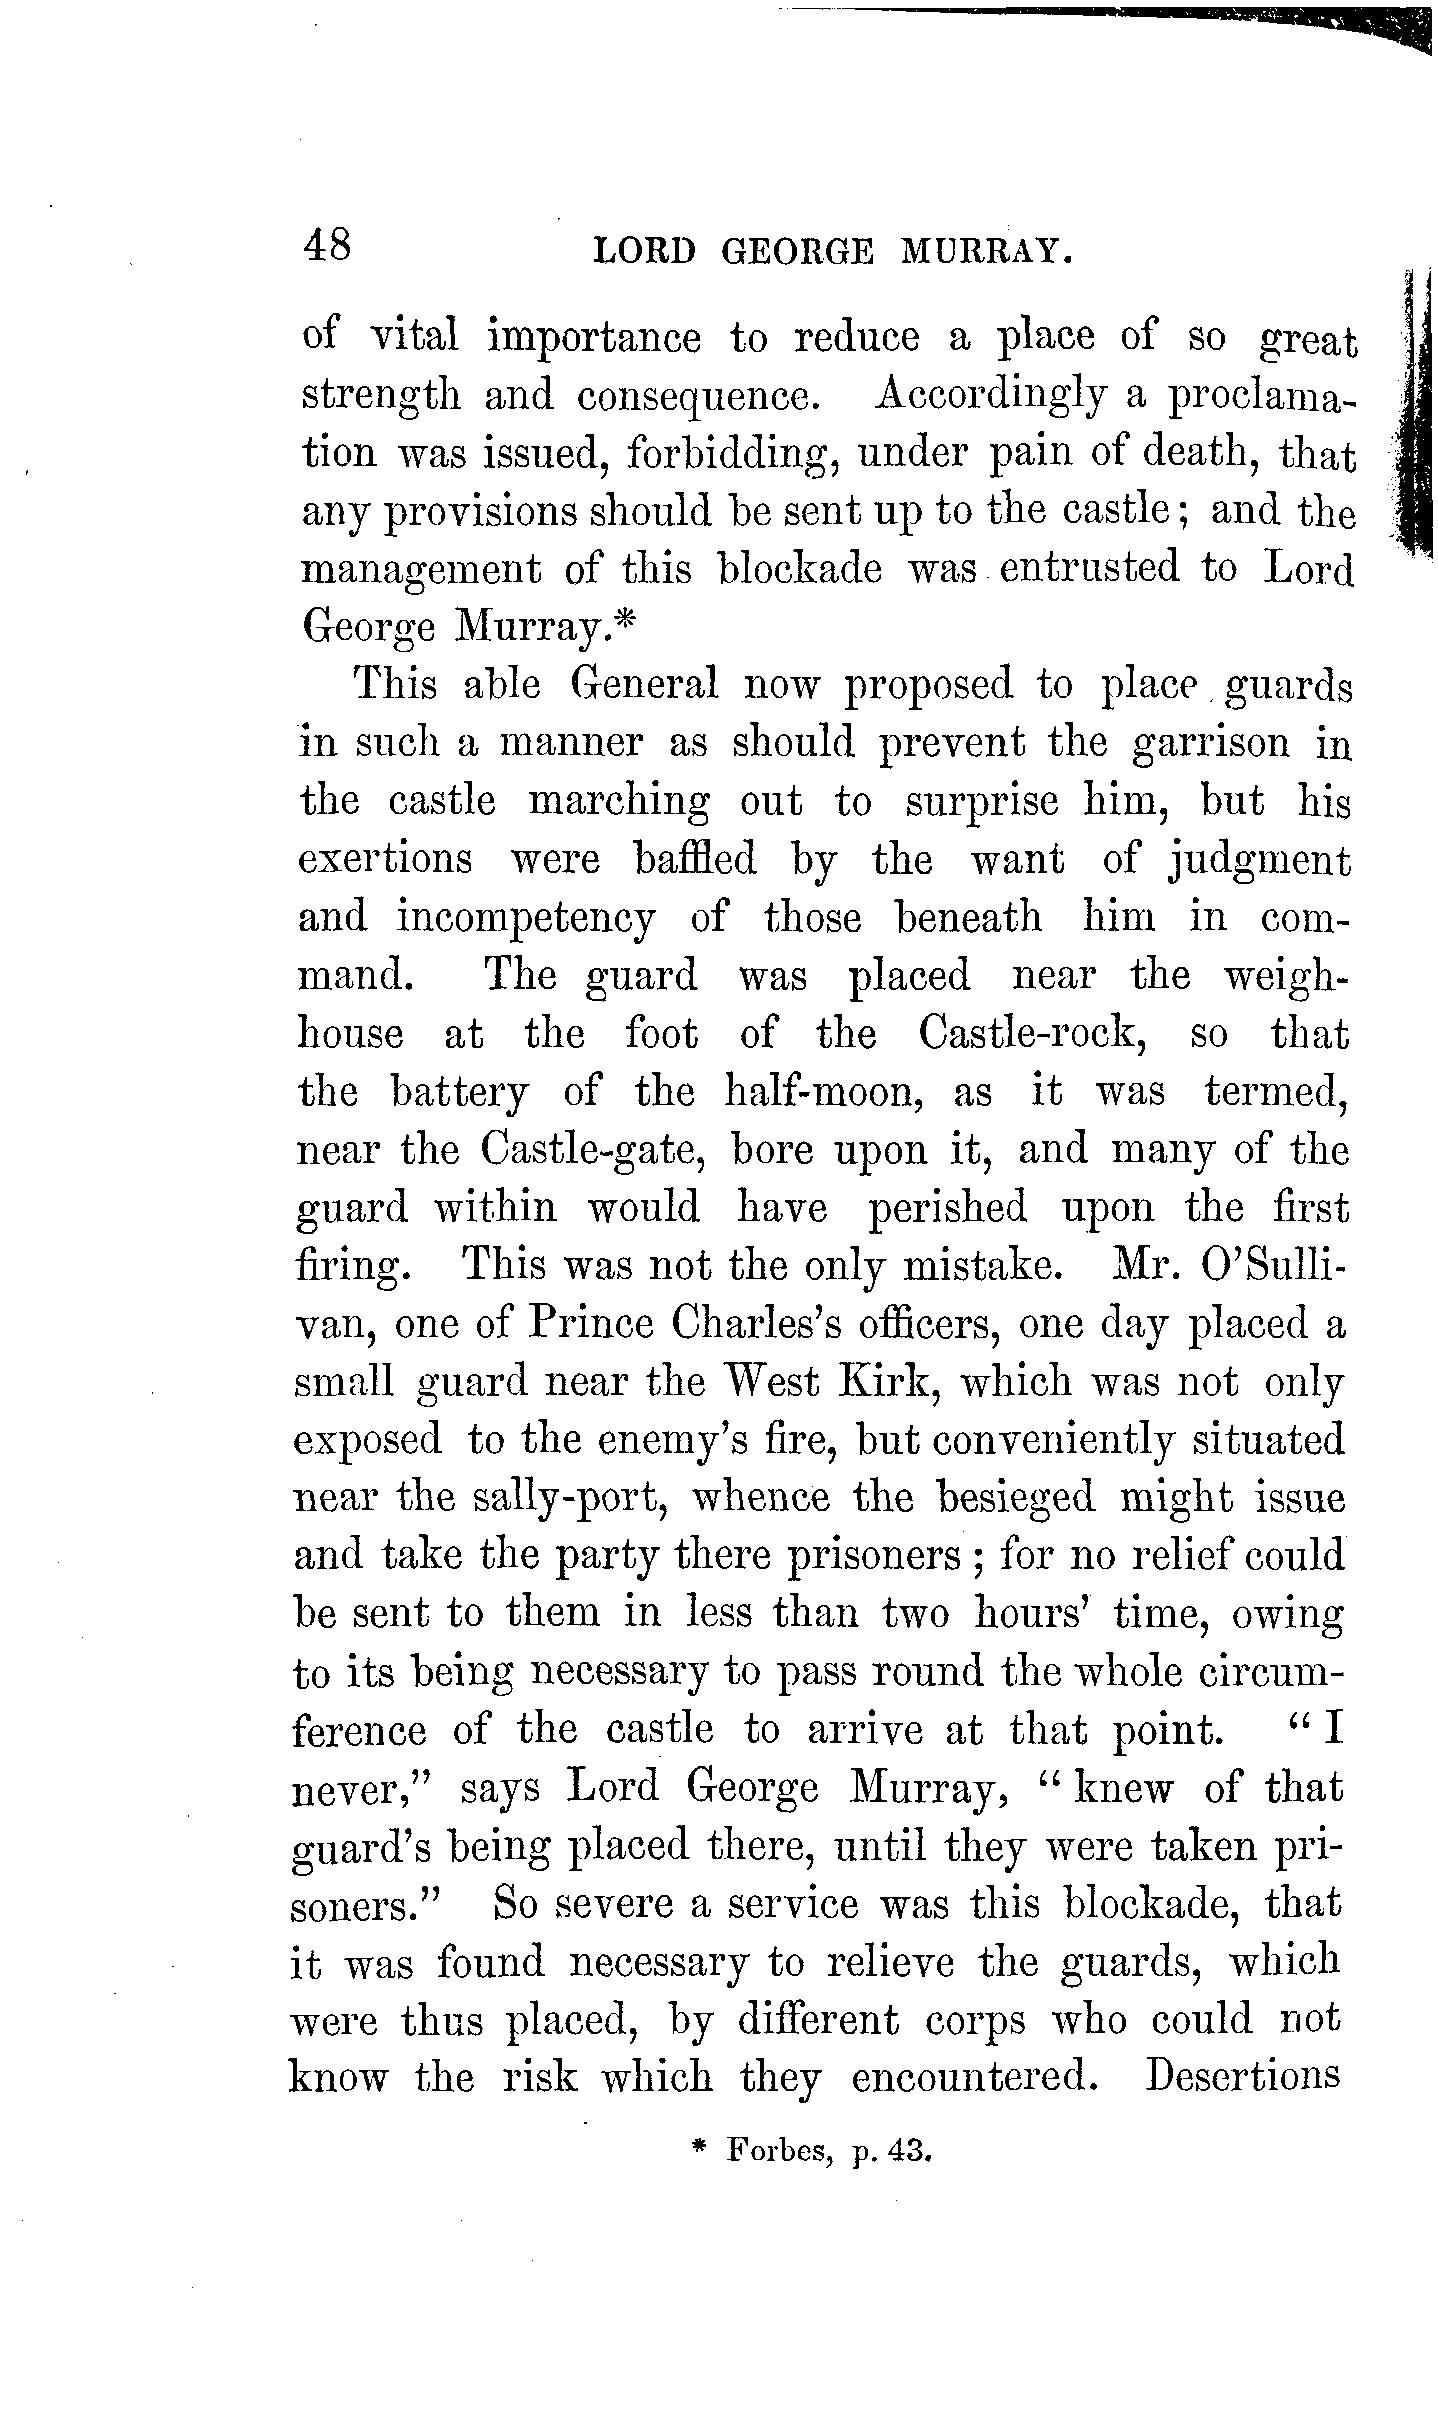 48 LORD GEORGE MURRAY.
of vital importance to reduce a place of so great
strength and consequence. Accordingly a proclama-
tion was issued, forbidding, under pain of death, that
any provisions should be sent up to the castle; and the
management of this blockade was entrusted to Lord
George Murray.*
This able General now proposed to place guards
in such a manner as should prevent the garrison in
the castle marching out to surprise him, but his
exertions were baffled by the want of judgment
and incompetency of those beneath him in com-
mand. The guard was placed near the weigh-
house at the foot of the Castle-rock, so that
the battery of the half-moon, as it was termed,
near the Castle-gate, bore upon it, and many of the
guard within would have perished upon the first
firing. This was not the only mistake. Mr. O'Sulli-
van, one of Prince Charles's officers, one day placed a
small guard near the West Kirk, which was not only
exposed to the enemy's fire, but conveniently situated
near the sally-port, whence the besieged might issue
and take the party there prisoners; for no relief could
be sent to them in less than two hours' time, owing
to its being necessary to pass round the whole circum-
ference of the castle to arrive at that point. "I
never," says Lord George Murray, "knew of that
guard's being placed there, until they were taken pri-
soners." So severe a service was this blockade, that
it was found necessary to relieve the guards, which
were thus placed, by different corps who could not
know the risk which they encountered. Desertions
* Forbes, p. 43.